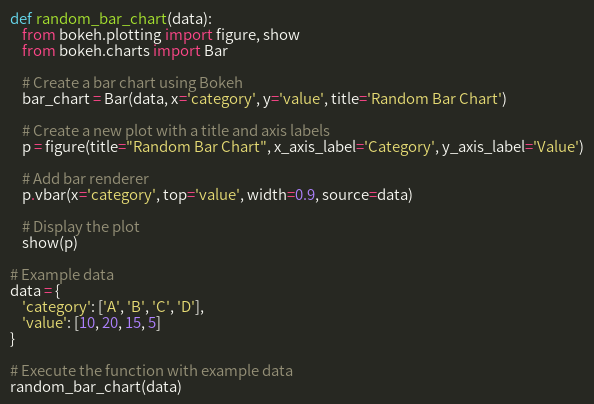 def random_bar_chart(data):
    from bokeh.plotting import figure, show
    from bokeh.charts import Bar

    # Create a bar chart using Bokeh
    bar_chart = Bar(data, x='category', y='value', title='Random Bar Chart')

    # Create a new plot with a title and axis labels
    p = figure(title="Random Bar Chart", x_axis_label='Category', y_axis_label='Value')

    # Add bar renderer
    p.vbar(x='category', top='value', width=0.9, source=data)

    # Display the plot
    show(p)

# Example data
data = {
    'category': ['A', 'B', 'C', 'D'],
    'value': [10, 20, 15, 5]
}

# Execute the function with example data
random_bar_chart(data)